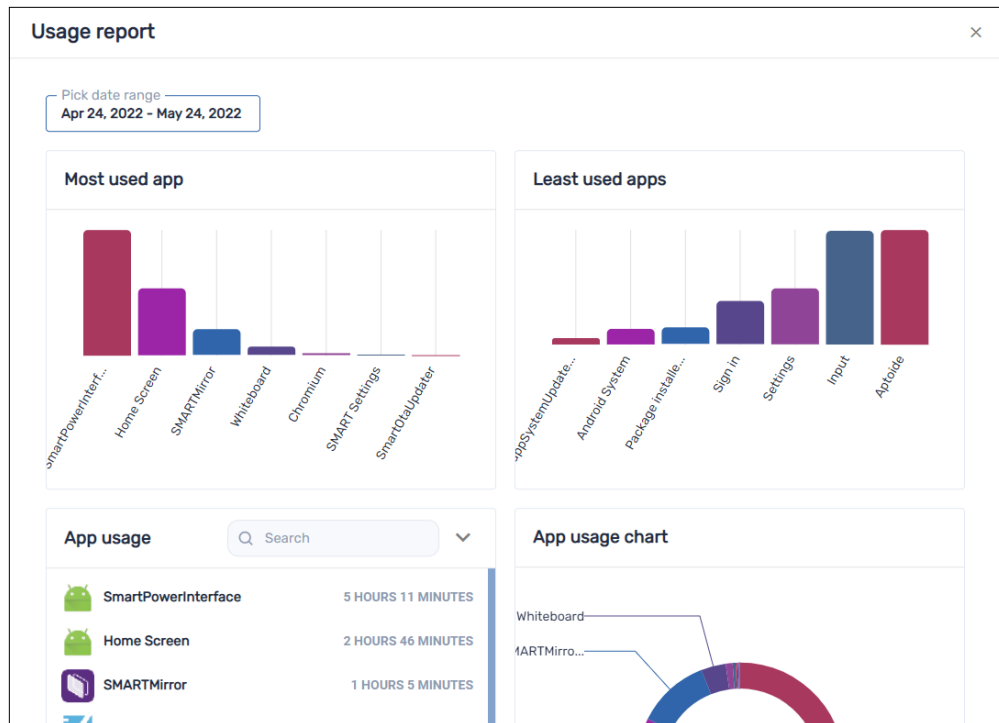 Usage report
Pick date range
Apr 24, 2022 - May 24, 2022
Most used app
SmartPowerInterf...
Home Screen
SMARTMirror
Whiteboard
Chromium
SMART Settings
SmartOtaUpdater
Least used apps
ppSystemUpdate...
Android System
Package installe...
Sign in
Settings
Input
Aptoide
App usage
Search
SmartPowerInterface 5 HOURS 11 MINUTES
Home Screen 2 HOURS 46 MINUTES
SMARTMirror 1 HOURS 5 MINUTES
App usage chart
Whiteboard
MARTMirro...